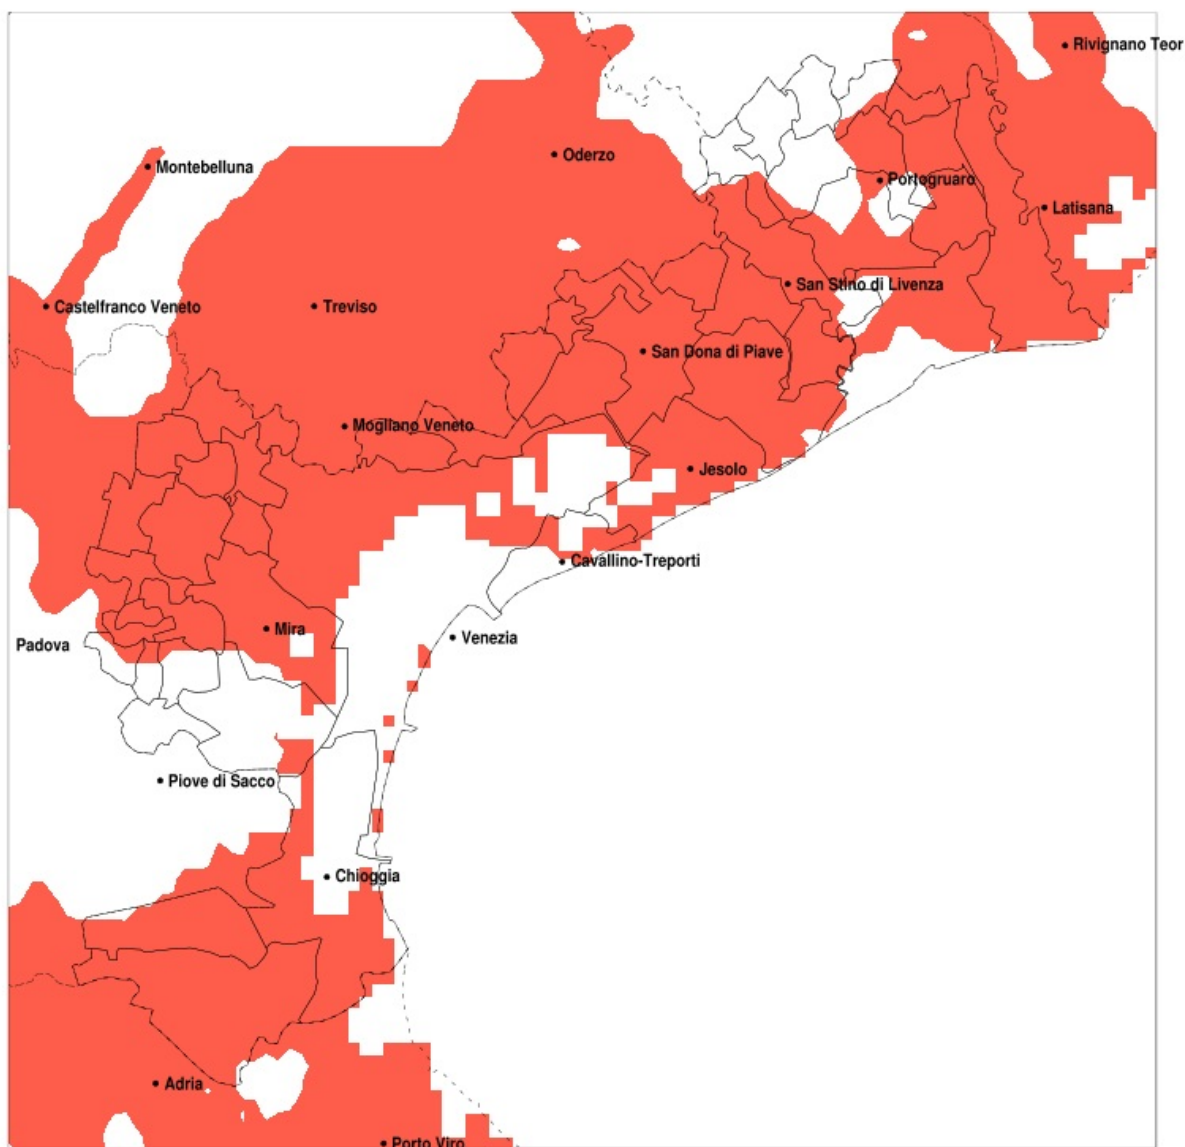 Rivignano Teor
Oderzo
Montebelluna
Portogruaro
Latisana
San Stino di Livenza
Castelfranco Veneto
Treviso
San Dona di Piave
Mogliano Veneto
Jesolo
Cavallino-Treporti
Mira
Venezia
Padova
Piove di Sacco
Chioggia
Adria
Porto Viro